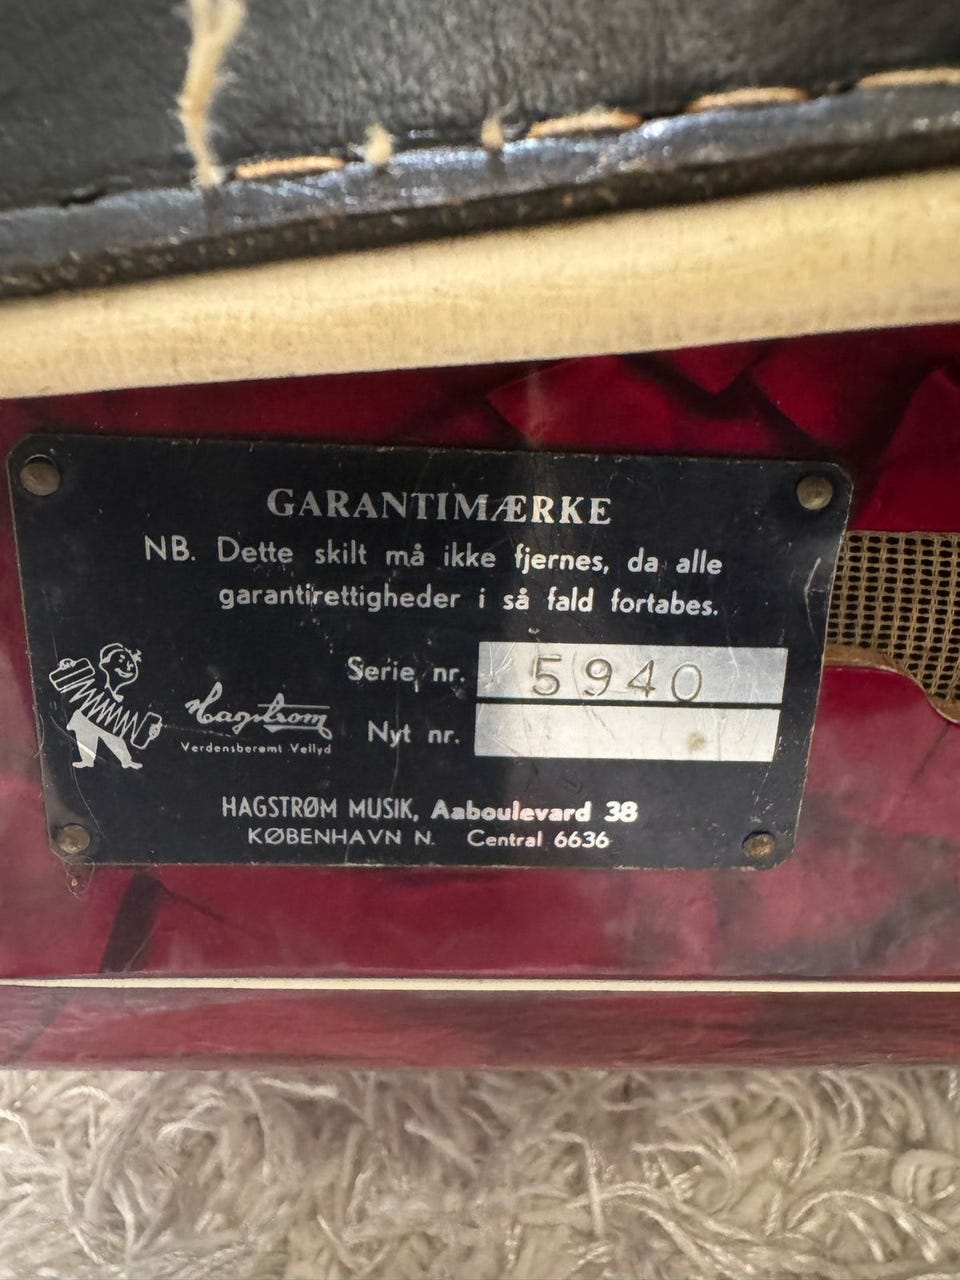 GARANTIMÆRKE
NB. Dette skilt må ikke fjernes, da alle
garantirettigheder i så fald fortabes.
Serie nr. 5940
Hagstrom
Verdensberømt Vellyd
Nyt nr.
HAGSTRØM MUSIK, Aaboulevard 38
KØBENHAVN N. Central 6636